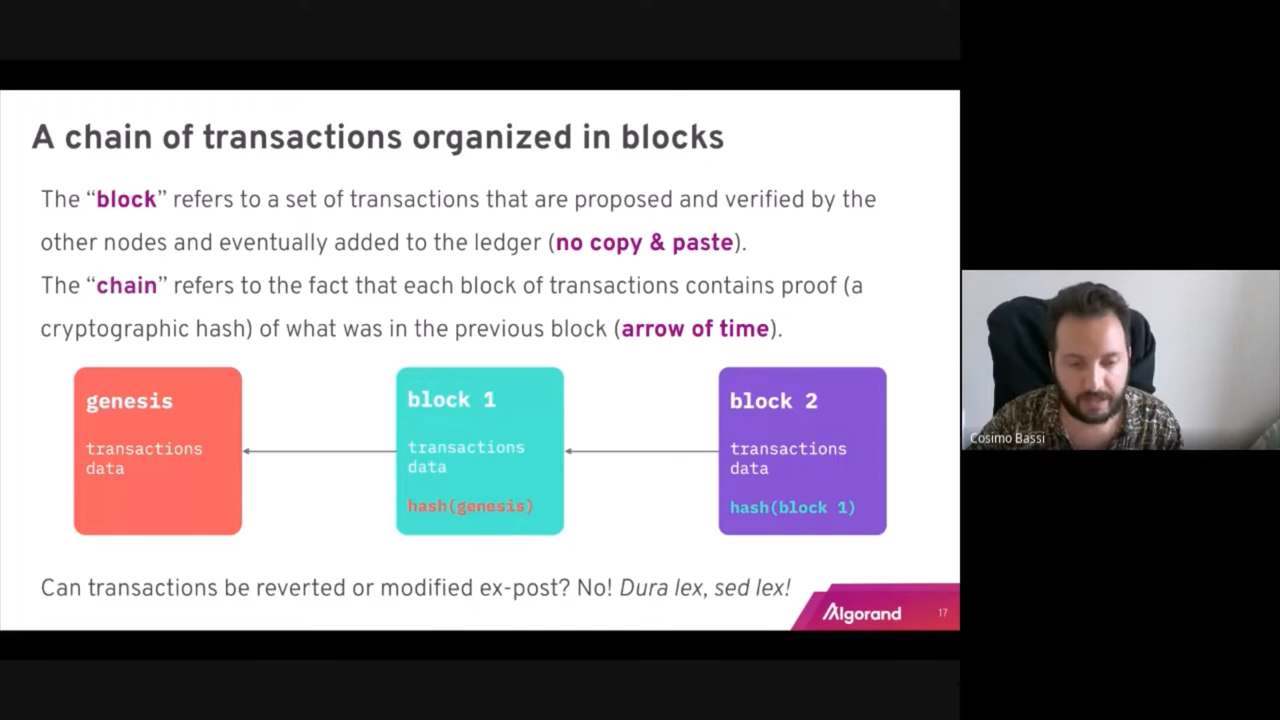 A chain of transactions organized in blocks
The “block” refers to a set of transactions that are proposed and verified by the
other nodes and eventually added to the ledger (no copy & paste).
The “chain” refers to the fact that each block of transactions contains proof (a
cryptographic hash) of what was in the previous block (arrow of time).
genesis
transactions
data
block 1
transactions
data
hash(genesis)
block 2
transactions
data
hash(block 1)
Can transactions be reverted or modified ex-post? No! Dura lex, sed lex!
Algorand
17
Cosimo Bassi